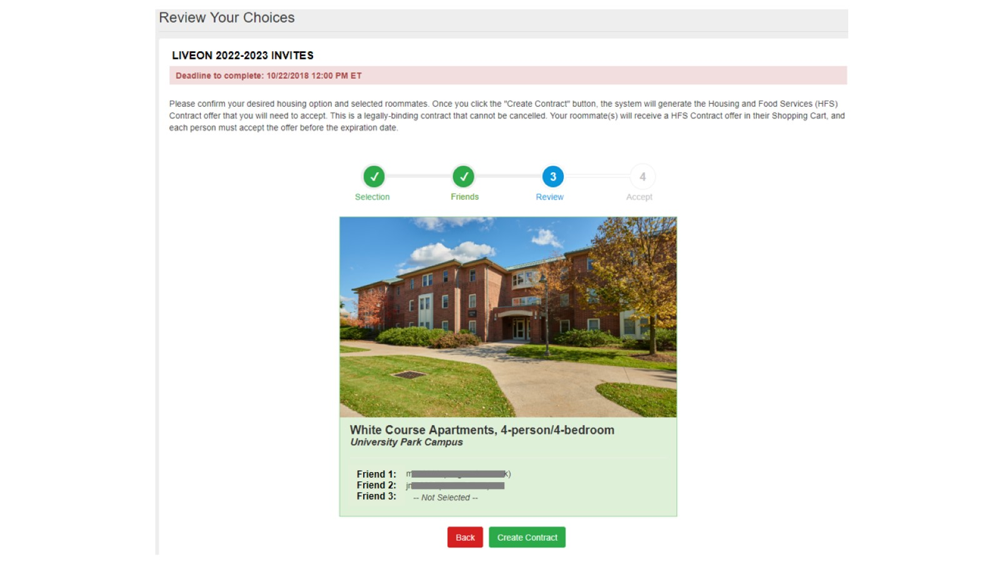 Review Your Choices
LIVEON 2022-2023 INVITES
Deadline to complete: 10/22/2018 12:00 PM ET
Please confirm your desired housing option and selected roommates. Once you click the "Create Contract" button, the system will generate the Housing and Food Services (HFS)
Contract offer that you will need to accept. This is a legally-binding contract that cannot be cancelled. Your roommate(s) will receive a HFS Contract offer in their Shopping Cart, and
each person must accept the offer before the expiration date.
3 4
Selection Friends Review Accept
White Course Apartments, 4-person/4-bedroom
University Park Campus
Friend 1:
Friend 2:
Friend 3: -- Not Selected --
Back Create Contract